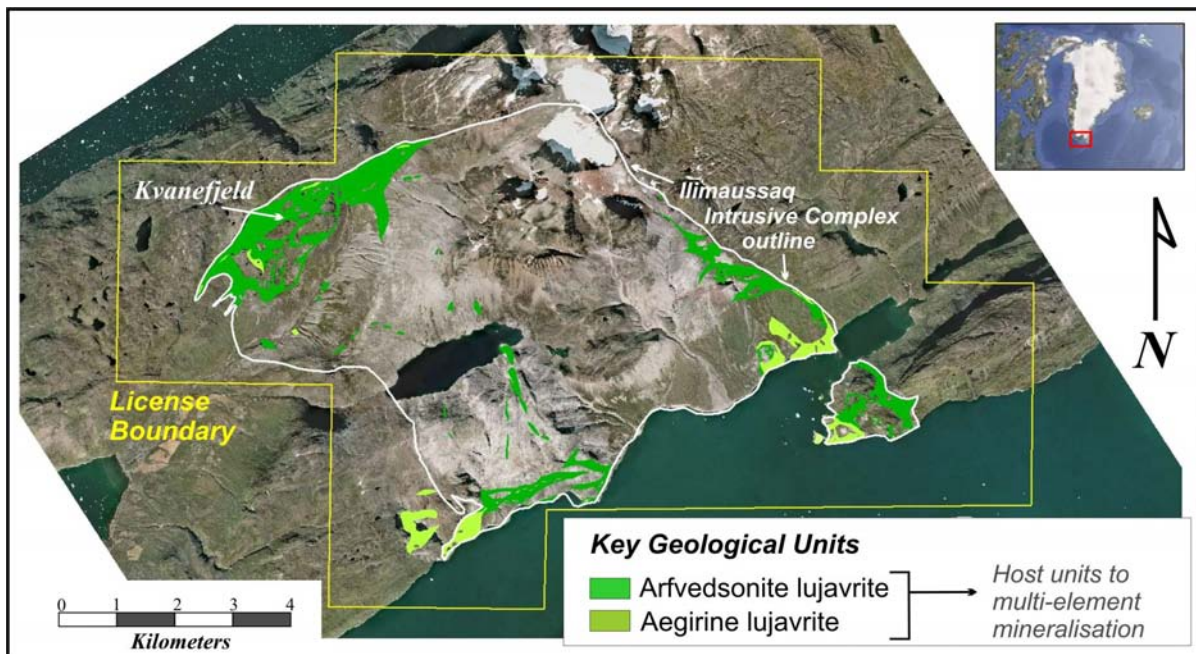 Kvanefjeld
Ilimaussaq
Intrusive Complex
outline
N
License
Boundary
0 1 2 3 4
Kilometers
Key Geological Units
Arfvedsonite lujavrite
Aegirine lujavrite
Host units to
multi-element
mineralisation